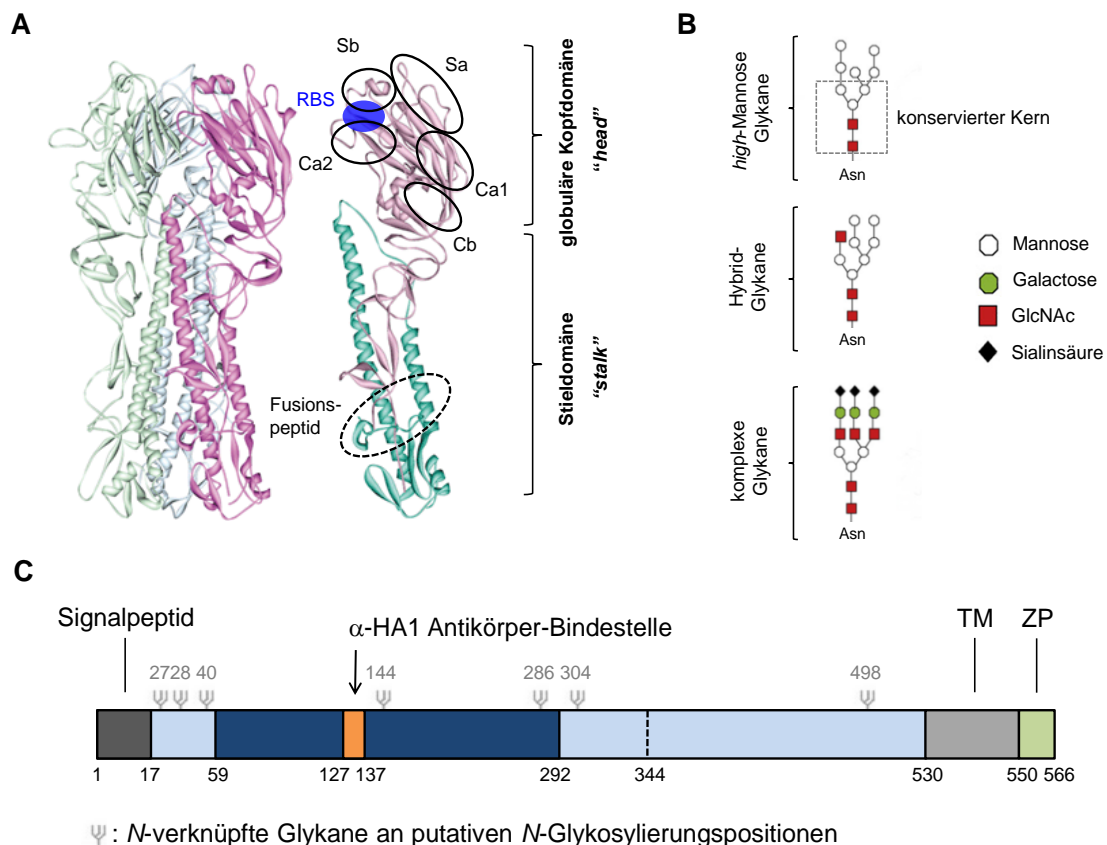 A
Sb
Sa
RBS
Ca2
Ca1
Cb
globuläre Kopfdomäne
"head"
Stieldomäne
"stalk"
Fusions-
peptid
B
high-Mannose
Glykane
konservierter Kern
Asn
Hybrid-
Glykane
Asn
komplexe
Glykane
Asn
Mannose
Galactose
GlcNAc
Sialinsäure
C
Signalpeptid
α-HA1 Antikörper-Bindestelle
TM
ZP
2728 40 144 286 304 498
1 17 59 127 137 292 344 530 550 566
: N-verknüpfte Glykane an putativen N-Glykosylierungspositionen